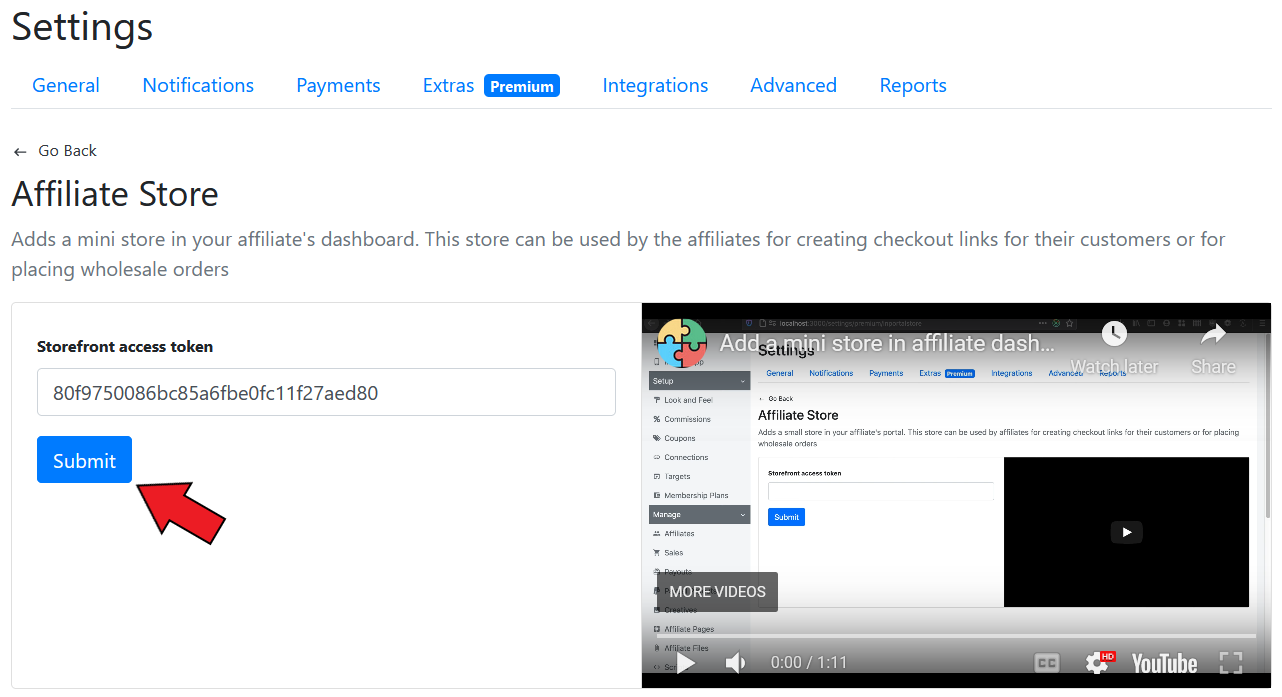 Settings
General Notifications Payments Extras Premium Integrations Advanced Reports
← Go Back
Affiliate Store
Adds a mini store in your affiliate's dashboard. This store can be used by the affiliates for creating checkout links for their customers or for
placing wholesale orders
Storefront access token
80f9750086bc85a6fbe0fc11f27aed80
Submit
localhost:3000/settings/premium/inportalstore
Add a mini store in affiliate dash...
Watch later
Share
Settings
General Notifications Payments Extras Premium Integrations Advanced Reports
Setup
Look and Feel
Commissions
Coupons
Connections
Targets
Membership Plans
Manage
Affiliates
Sales
Payouts
Creatives
Affiliate Pages
Affiliate Files
← Go Back
Affiliate Store
Adds a small store in your affiliate's portal. This store can be used by affiliates for creating checkout links for their customers or for placing
wholesale orders
Storefront access token
Submit
MORE VIDEOS
0:00 / 1:11
CC
HD
YouTube